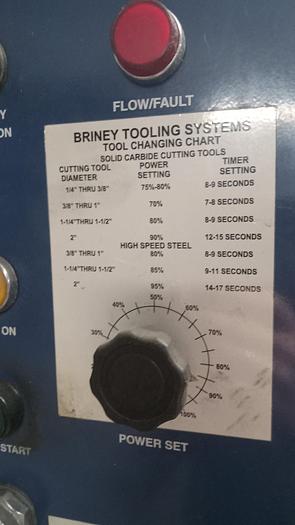 Y
ON
FLOW/FAULT
BRINEY TOOLING SYSTEMS
TOOL CHANGING CHART
SOLID CARBIDE CUTTING TOOLS
CUTTING TOOL DIAMETER POWER SETTING TIMER SETTING
1/4" THRU 3/8" 75%-80% 8-9 SECONDS
3/8" THRU 1" 70% 7-8 SECONDS
1-1/4"THRU 1-1/2" 80% 8-9 SECONDS
2" 90% 12-15 SECONDS
HIGH SPEED STEEL
3/8" THRU 1" 80% 8-9 SECONDS
1-1/4"THRU 1-1/2" 85% 9-11 SECONDS
2" 95% 14-17 SECONDS
50%
40%
30%
80%
90%
100%
ON
START
POWER SET